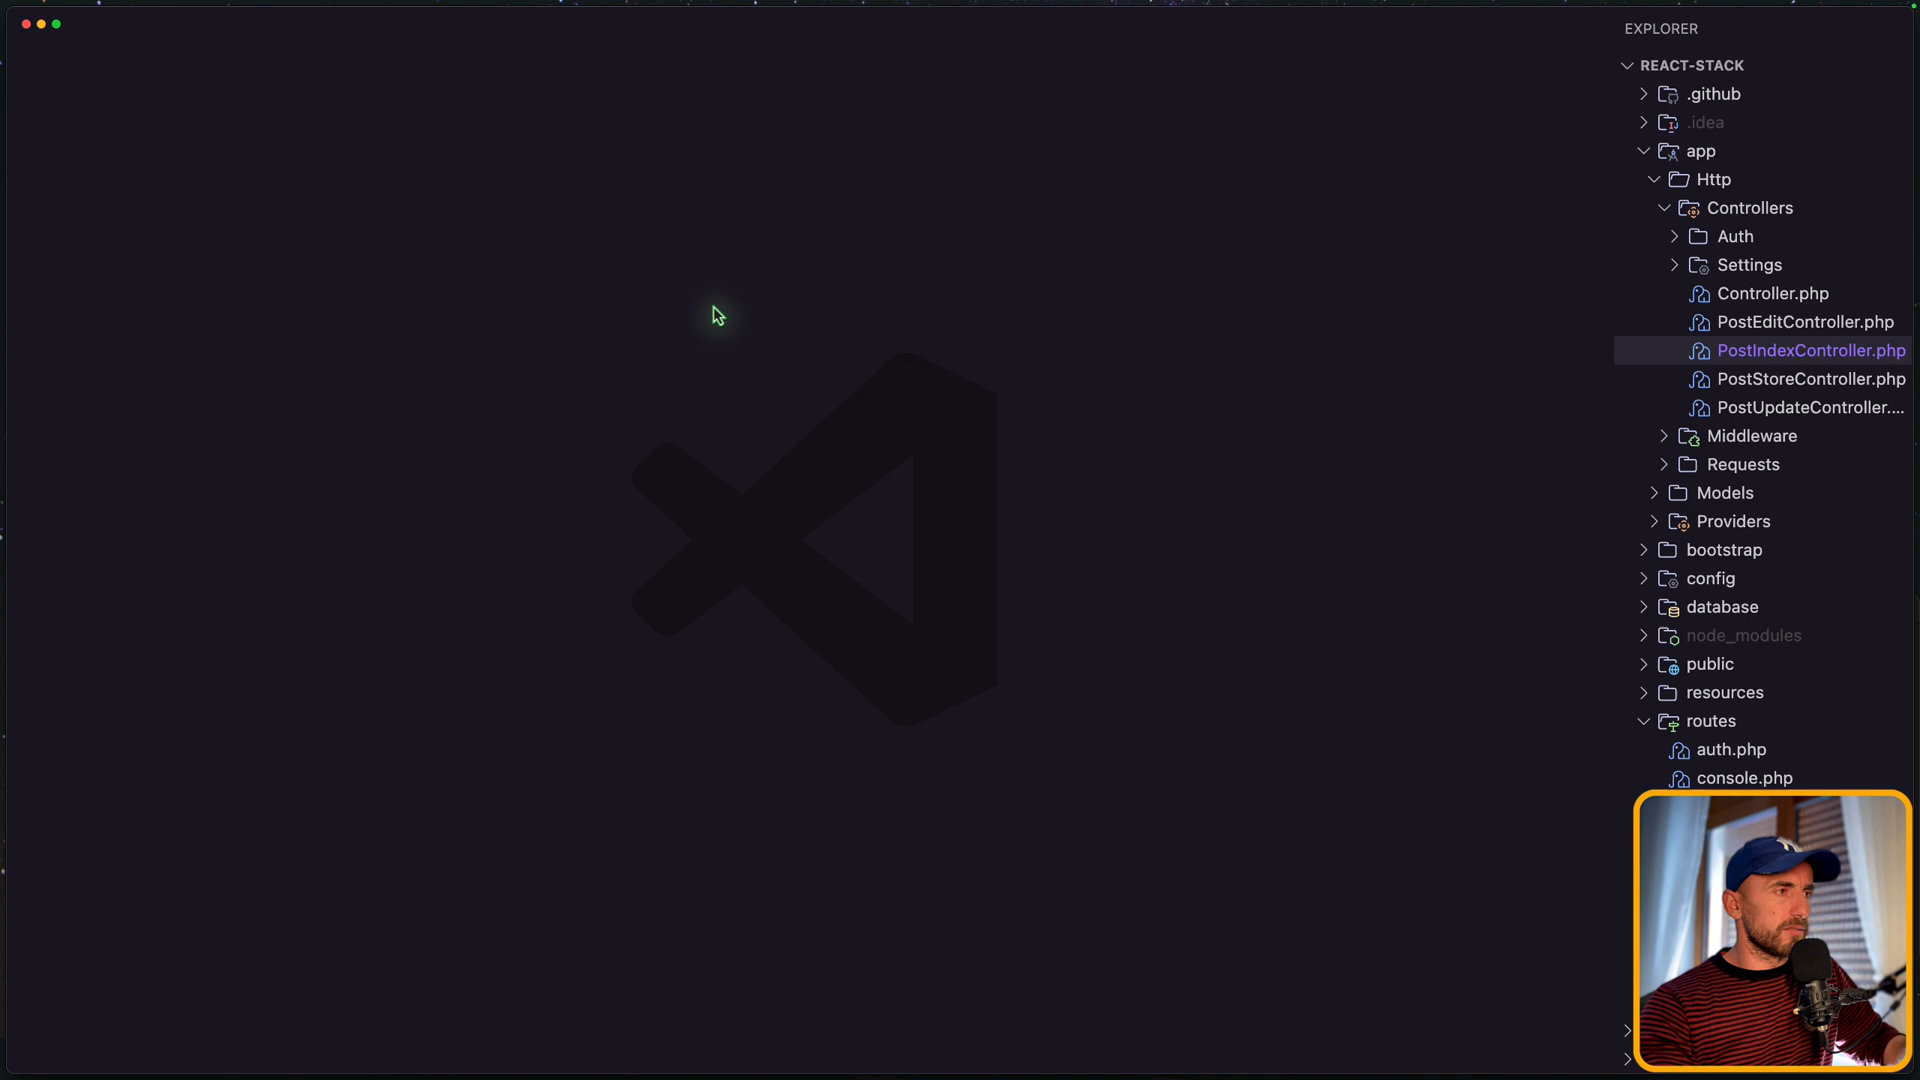 EXPLORER
REACT-STACK
.github
.idea
app
Http
Controllers
Auth
Settings
Controller.php
PostEditController.php
PostIndexController.php
PostStoreController.php
PostUpdateController....
Middleware
Requests
Models
Providers
bootstrap
config
database
node_modules
public
resources
routes
auth.php
console.php